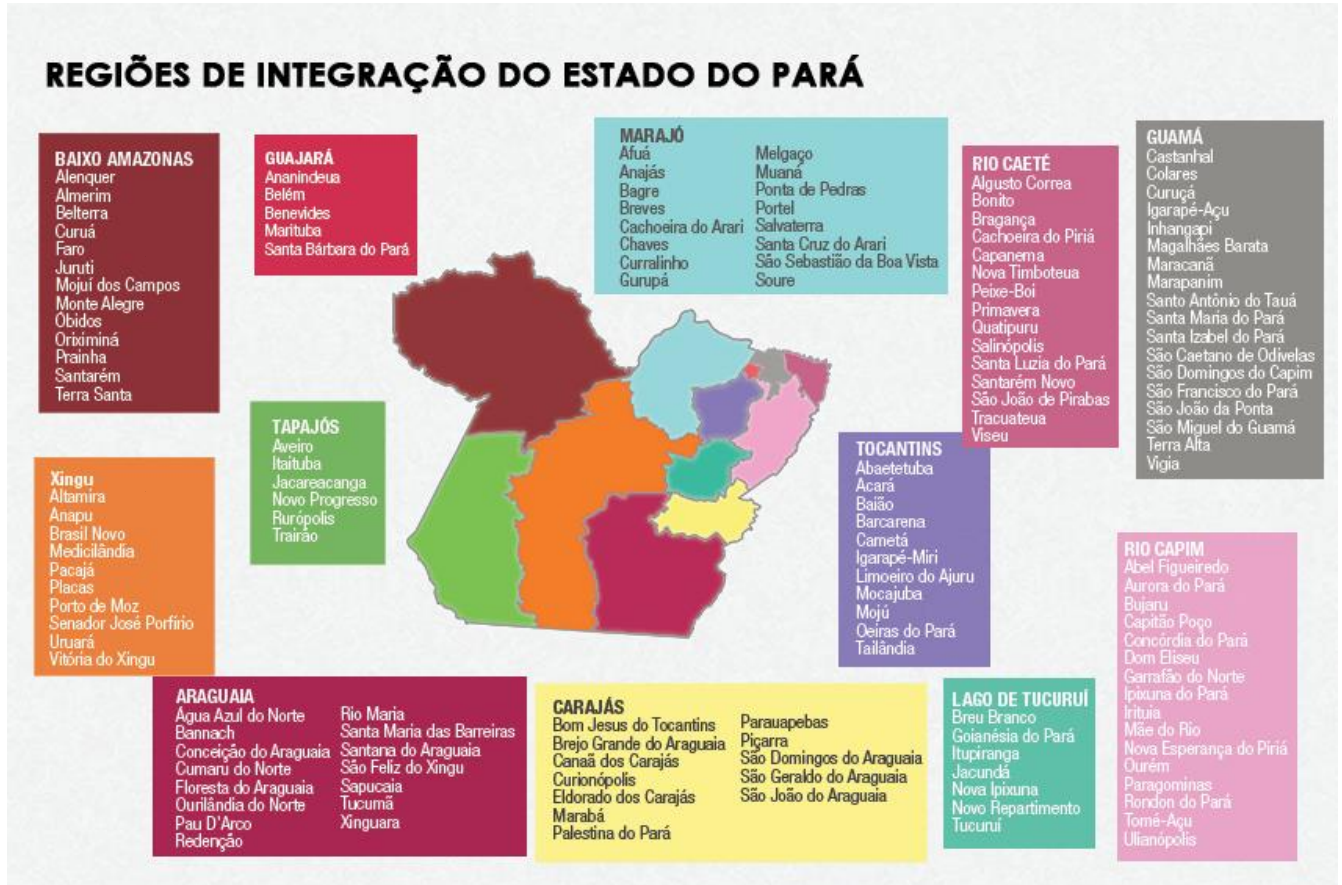 REGIÕES DE INTEGRAÇÃO DO ESTADO DO PARÁ
BAIXO AMAZONAS
Alenquer
Almerim
Belterra
Curuá
Faro
Juruti
Mojuí dos Campos
Monte Alegre
Óbidos
Oriximiná
Prainha
Santarém
Terra Santa
GUAJARÁ
Ananindeua
Belém
Benevides
Marituba
Santa Bárbara do Pará
MARAJÓ
Afuá
Anajás
Bagre
Breves
Cachoeira do Arari
Chaves
Curralinho
Gurupá
Melgaço
Muaná
Ponta de Pedras
Portel
Salvaterra
Santa Cruz do Arari
São Sebastião da Boa Vista
Soure
RIO CAETÉ
Algusto Correa
Bonito
Bragança
Cachoeira do Piriá
Capanema
Nova Timboteua
Peixe-Boi
Primavera
Quatipuru
Salinópolis
Santa Luzia do Pará
Santarém Novo
São João de Pirabas
Tracuateua
Viseu
GUAMÁ
Castanhal
Colares
Curuçá
Igarapé-Açu
Inhangapi
Magalhães Barata
Maracanã
Marapanim
Santo Antônio do Tauá
Santa Maria do Pará
Santa Izabel do Pará
São Caetano de Odivelas
São Domingos do Capim
São Francisco do Pará
São João da Ponta
São Miguel do Guamá
Terra Alta
Vigia
TAPAJÓS
Aveiro
Itaituba
Jacareacanga
Novo Progresso
Rurópolis
Trairão
Xingu
Altamira
Anapu
Brasil Novo
Medicilândia
Pacajá
Placas
Porto de Moz
Senador José Porfírio
Uruará
Vitória do Xingu
TOCANTINS
Abaetetuba
Acará
Baião
Barcarena
Cametá
Igarapé-Miri
Limoeiro do Ajuru
Mocajuba
Mojú
Oeiras do Pará
Tailândia
RIO CAPIM
Abel Figueiredo
Aurora do Pará
Bujaru
Capitão Poço
Concórdia do Pará
Dom Eliseu
Garrafão do Norte
Ipixuna do Pará
Irituia
Mãe do Rio
Nova Esperança do Piriá
Ourém
Paragominas
Rondon do Pará
Tomé-Açu
Ulianópolis
ARAGUAIA
Água Azul do Norte
Bannach
Conceição do Araguaia
Cumaru do Norte
Floresta do Araguaia
Ourilândia do Norte
Pau D'Arco
Redenção
Rio Maria
Santa Maria das Barreiras
Santana do Araguaia
São Feliz do Xingu
Sapucaia
Tucumã
Xinguara
CARAJÁS
Bom Jesus do Tocantins
Brejo Grande do Araguaia
Canaã dos Carajás
Curionópolis
Eldorado dos Carajás
Marabá
Palestina do Pará
Parauapebas
Piçarra
São Domingos do Araguaia
São Geraldo do Araguaia
São João do Araguaia
LAGO DE TUCURUÍ
Breu Branco
Goianésia do Pará
Itupiranga
Jacundá
Nova Ipixuna
Novo Repartimento
Tucuruí